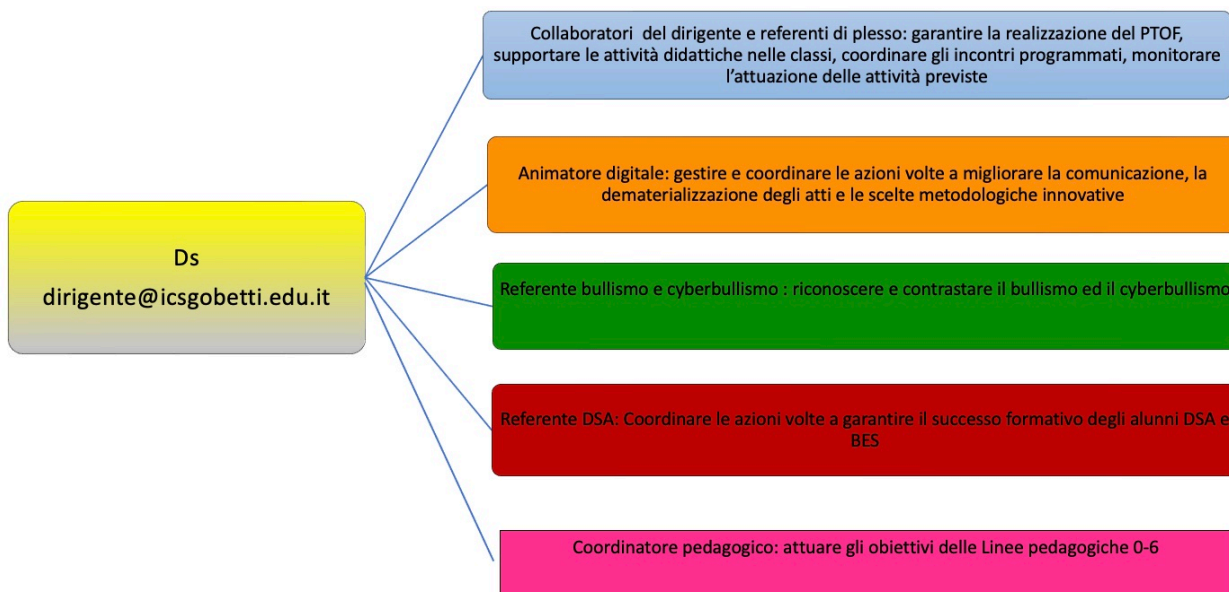 Ds
dirigente@icsgobetti.edu.it
Collaboratori  del dirigente e referenti di plesso: garantire la realizzazione del PTOF,
supportare le attività didattiche nelle classi, coordinare gli incontri programmati, monitorare
l’attuazione delle attività previste
Animatore digitale: gestire e coordinare le azioni volte a migliorare la comunicazione, la
dematerializzazione degli atti e le scelte metodologiche innovative
Referente bullismo e cyberbullismo : riconoscere e contrastare il bullismo ed il cyberbullismo
Referente DSA: Coordinare le azioni volte a garantire il successo formativo degli alunni DSA e
BES
Coordinatore pedagogico: attuare gli obiettivi delle Linee pedagogiche 0-6